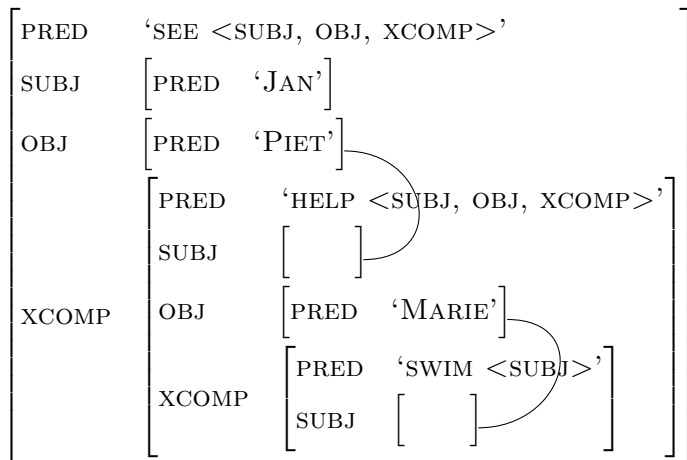 PRED ‘SEE <SUBJ, OBJ, XCOMP>’
SUBJ [PRED ‘JAN’]
OBJ [PRED ‘PIET’]
PRED ‘HELP <SUBJ, OBJ, XCOMP>’
SUBJ [ ]
XCOMP OBJ [PRED ‘MARIE’]
PRED ‘SWIM <SUBJ>’
XCOMP
SUBJ [ ]